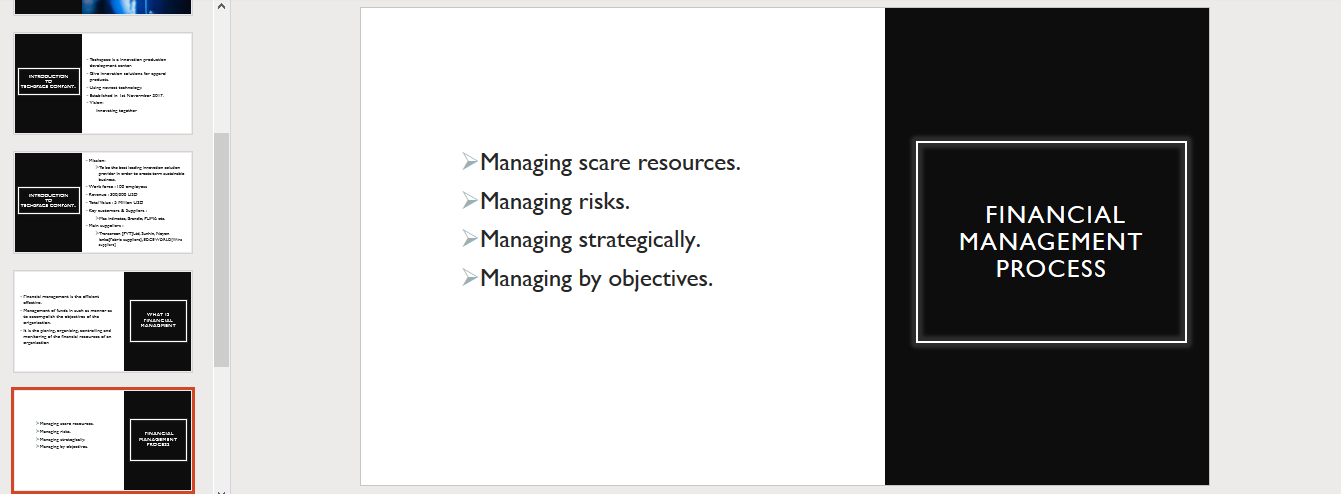 INTRODUCTION
TO
TECHSPACE COMPANY.
Techspace is a innovation production
development center.
Give innovation solutions for apparel
products.
Using newest technology.
Established in 1st November 2017.
Vision:
Innovating together
INTRODUCTION
TO
TECHSPACE COMPANY.
Mission:
To be the best leading innovation solution
provider in order to create term sustainable
business.
Work force : 100 employees
Revenue : 300,000 USD
Total Value : 5 Million USD
Key customers & Suppliers :
Mas Intimates, Brandix, PUMA etc.
Main suppliers :
Financial management is the efficient
effective.
Management of funds in such as manner as
to accomplish the objectives of the
organization.
It is the planing, organizing, controlling and
monitoring of the financial resources of an
organization
WHAT IS
FINANCIAL
MANAGMENT
Managing scare resources.
Managing risks.
Managing strategically.
Managing by objectives.
FINANCIAL
MANAGEMENT
PROCESS
Managing scare resources.
Managing risks.
Managing strategically.
Managing by objectives.
FINANCIAL
MANAGEMENT
PROCESS